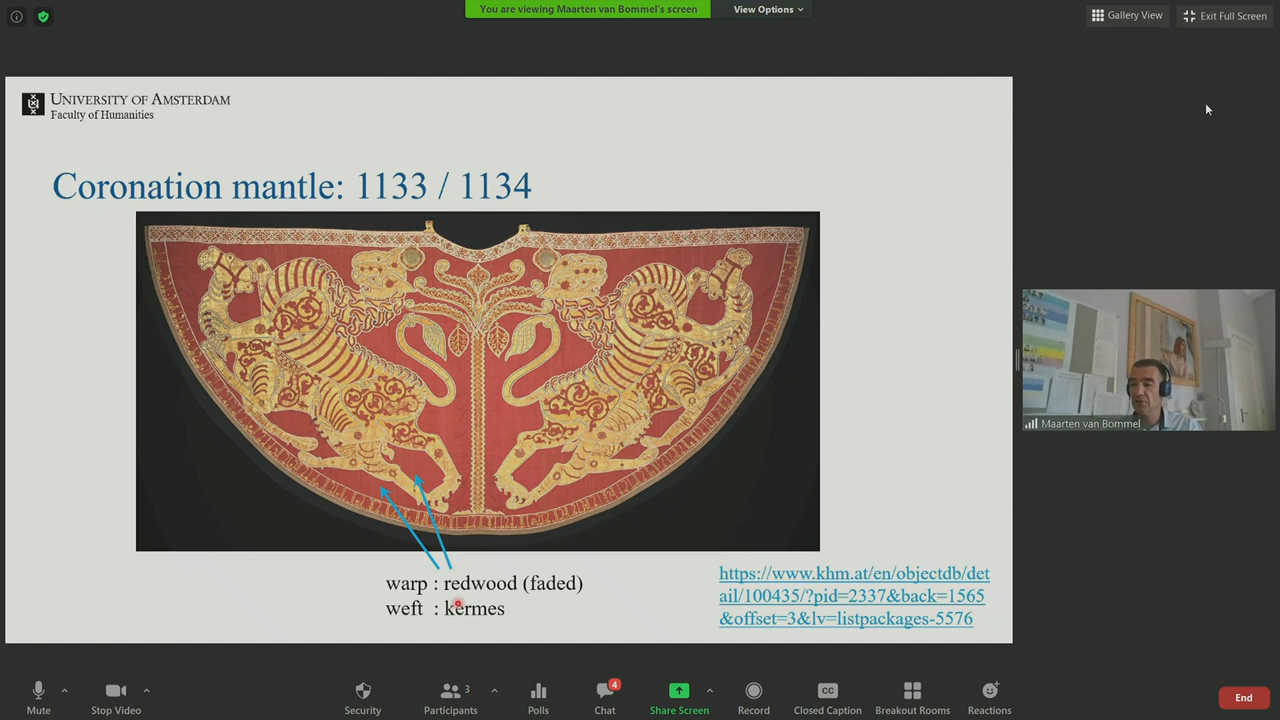 You are viewing Maarten van Bommel's screen
View Options
Gallery View
Exit Full Screen
UNIVERSITY OF AMSTERDAM
Faculty of Humanities
Coronation mantle: 1133 / 1134
warp : redwood (faded)
weft : kermes
https://www.khm.at/en/objectdb/det
ail/100435/?pid=2337&back=1565
&offset=3&lv=listpackages-5576
Maarten van Bommel
Mute
Stop Video
Security
Participants
3
Polls
Chat
4
Share Screen
Record
CC
Closed Caption
Breakout Rooms
Reactions
End